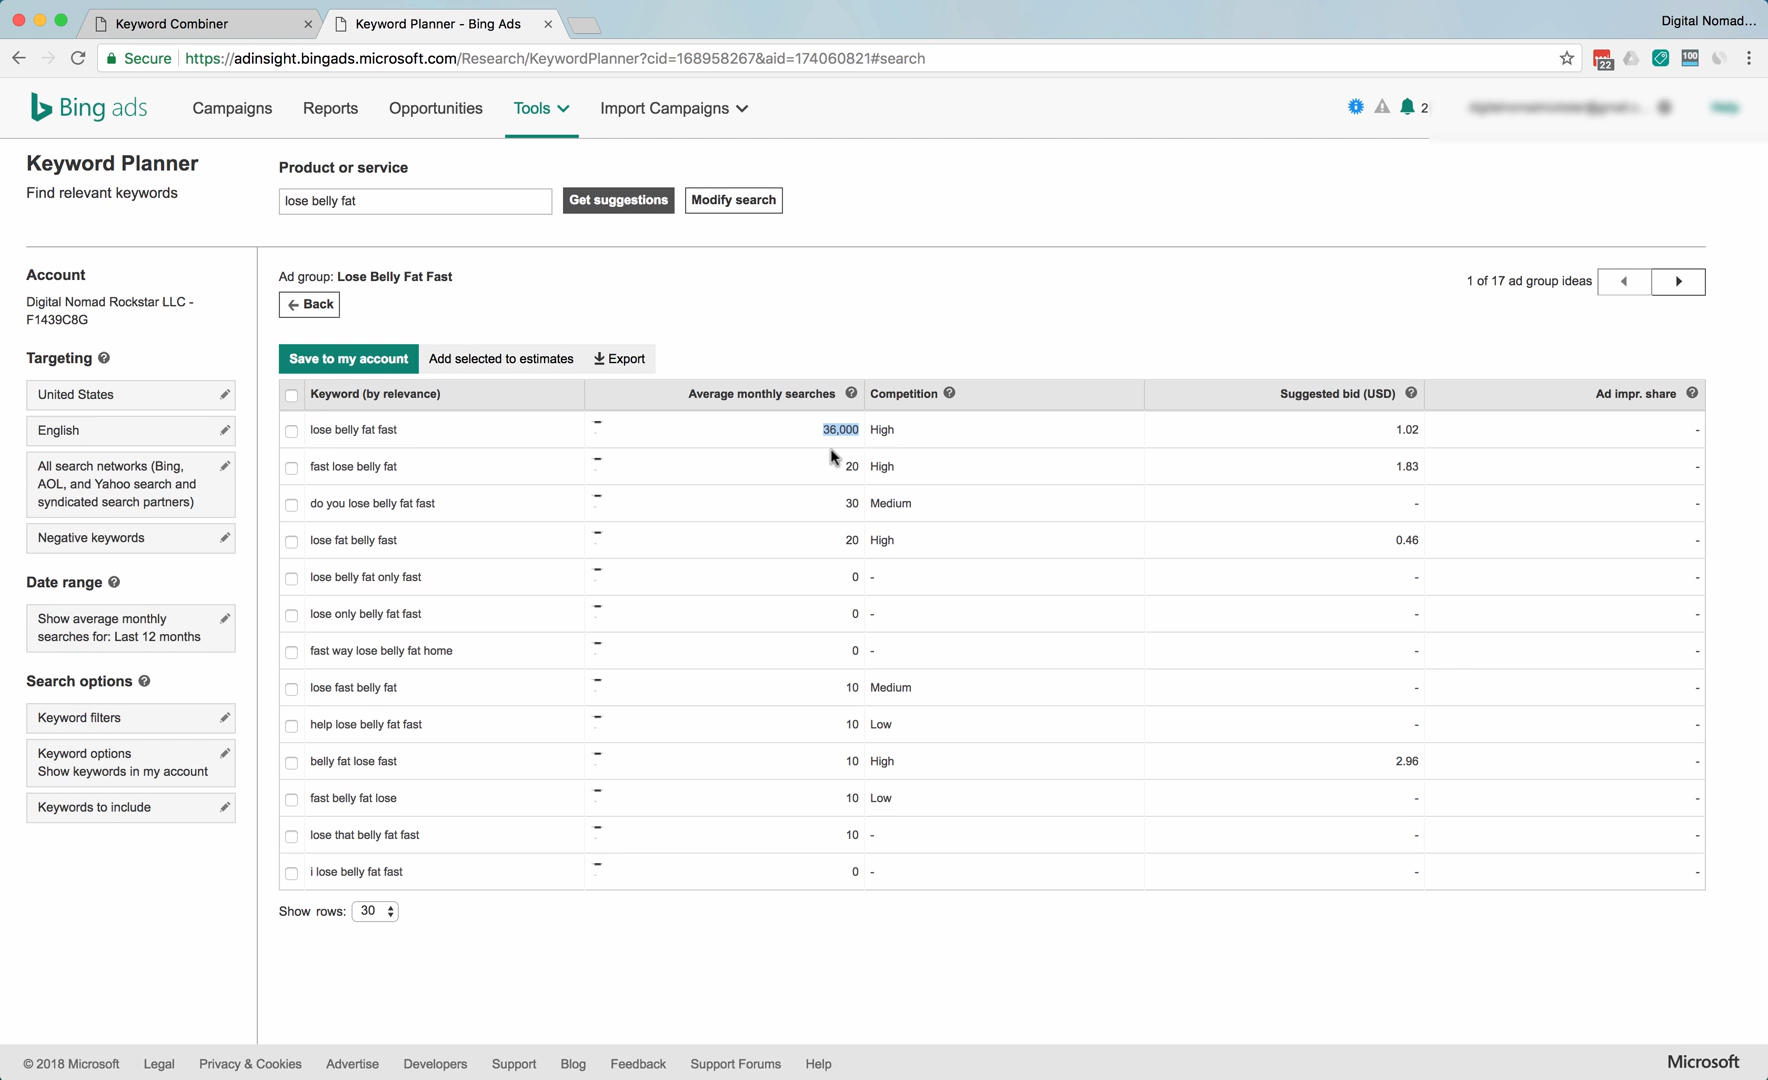 Keyword Combiner
Keyword Planner - Bing Ads
Digital Nomad...
Secure
https://adinsight.bingads.microsoft.com/Research/KeywordPlanner?cid=168958267&aid=174060821#search
22
100
Bing ads
Campaigns
Reports
Opportunities
Tools
Import Campaigns
2
Help
Keyword Planner
Find relevant keywords
Product or service
lose belly fat
Get suggestions
Modify search
Account
Digital Nomad Rockstar LLC -
F1439C8G
Targeting
United States
English
All search networks (Bing,
AOL, and Yahoo search and
syndicated search partners)
Negative keywords
Date range
Show average monthly
searches for: Last 12 months
Search options
Keyword filters
Keyword options
Show keywords in my account
Keywords to include
Ad group: Lose Belly Fat Fast
Back
1 of 17 ad group ideas
Save to my account
Add selected to estimates
Export
Keyword (by relevance) Average monthly searches Competition Suggested bid (USD) Ad impr. share
lose belly fat fast 36,000 High 1.02 -
fast lose belly fat 20 High 1.83 -
do you lose belly fat fast 30 Medium - -
lose fat belly fast 20 High 0.46 -
lose belly fat only fast 0 - - -
lose only belly fat fast 0 - - -
fast way lose belly fat home 0 - - -
lose fast belly fat 10 Medium - -
help lose belly fat fast 10 Low - -
belly fat lose fast 10 High 2.96 -
fast belly fat lose 10 Low - -
lose that belly fat fast 10 - - -
i lose belly fat fast 0 - - -
Show rows: 30
© 2018 Microsoft Legal Privacy & Cookies Advertise Developers Support Blog Feedback Support Forums Help
Microsoft